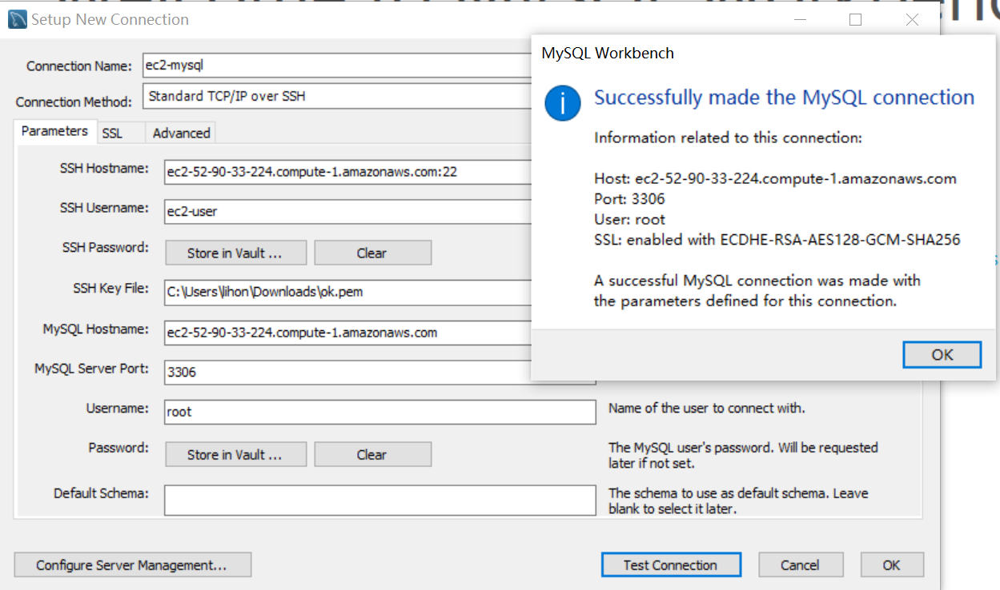 Setup New Connection
Connection Name: ec2-mysql
Connection Method: Standard TCP/IP over SSH
Parameters SSL Advanced
SSH Hostname: ec2-52-90-33-224.compute-1.amazonaws.com:22
SSH Username: ec2-user
SSH Password: Store in Vault ... Clear
SSH Key File: C:\Users\lihon\Downloads\ok.pem
MySQL Hostname: ec2-52-90-33-224.compute-1.amazonaws.com
MySQL Server Port: 3306
Username: root Name of the user to connect with.
Password: Store in Vault ... Clear The MySQL user's password. Will be requested
later if not set.
Default Schema: The schema to use as default schema. Leave
blank to select it later.
Configure Server Management... Test Connection Cancel OK
MySQL Workbench
Successfully made the MySQL connection
Information related to this connection:
Host: ec2-52-90-33-224.compute-1.amazonaws.com
Port: 3306
User: root
SSL: enabled with ECDHE-RSA-AES128-GCM-SHA256
A successful MySQL connection was made with
the parameters defined for this connection.
OK